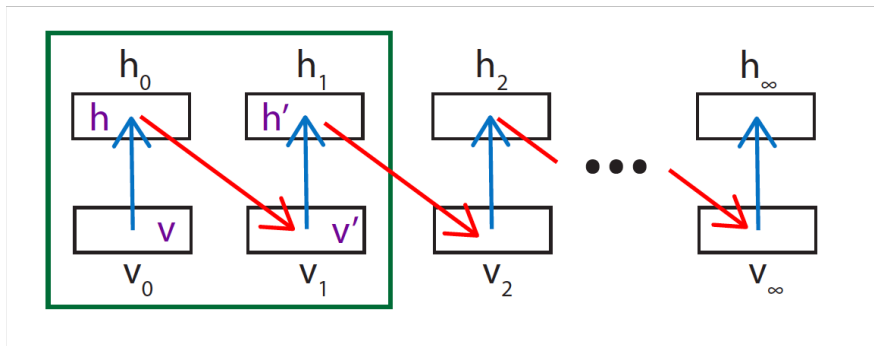 h₀ h₁ h₂ h∞
h h'
v v'
v₀ v₁ v₂ v∞